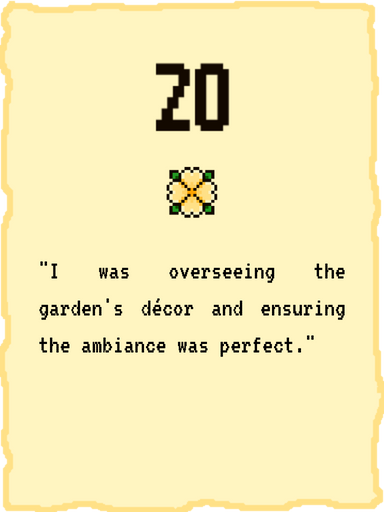 20
"I was overseeing the
garden's décor and ensuring
the ambiance was perfect."